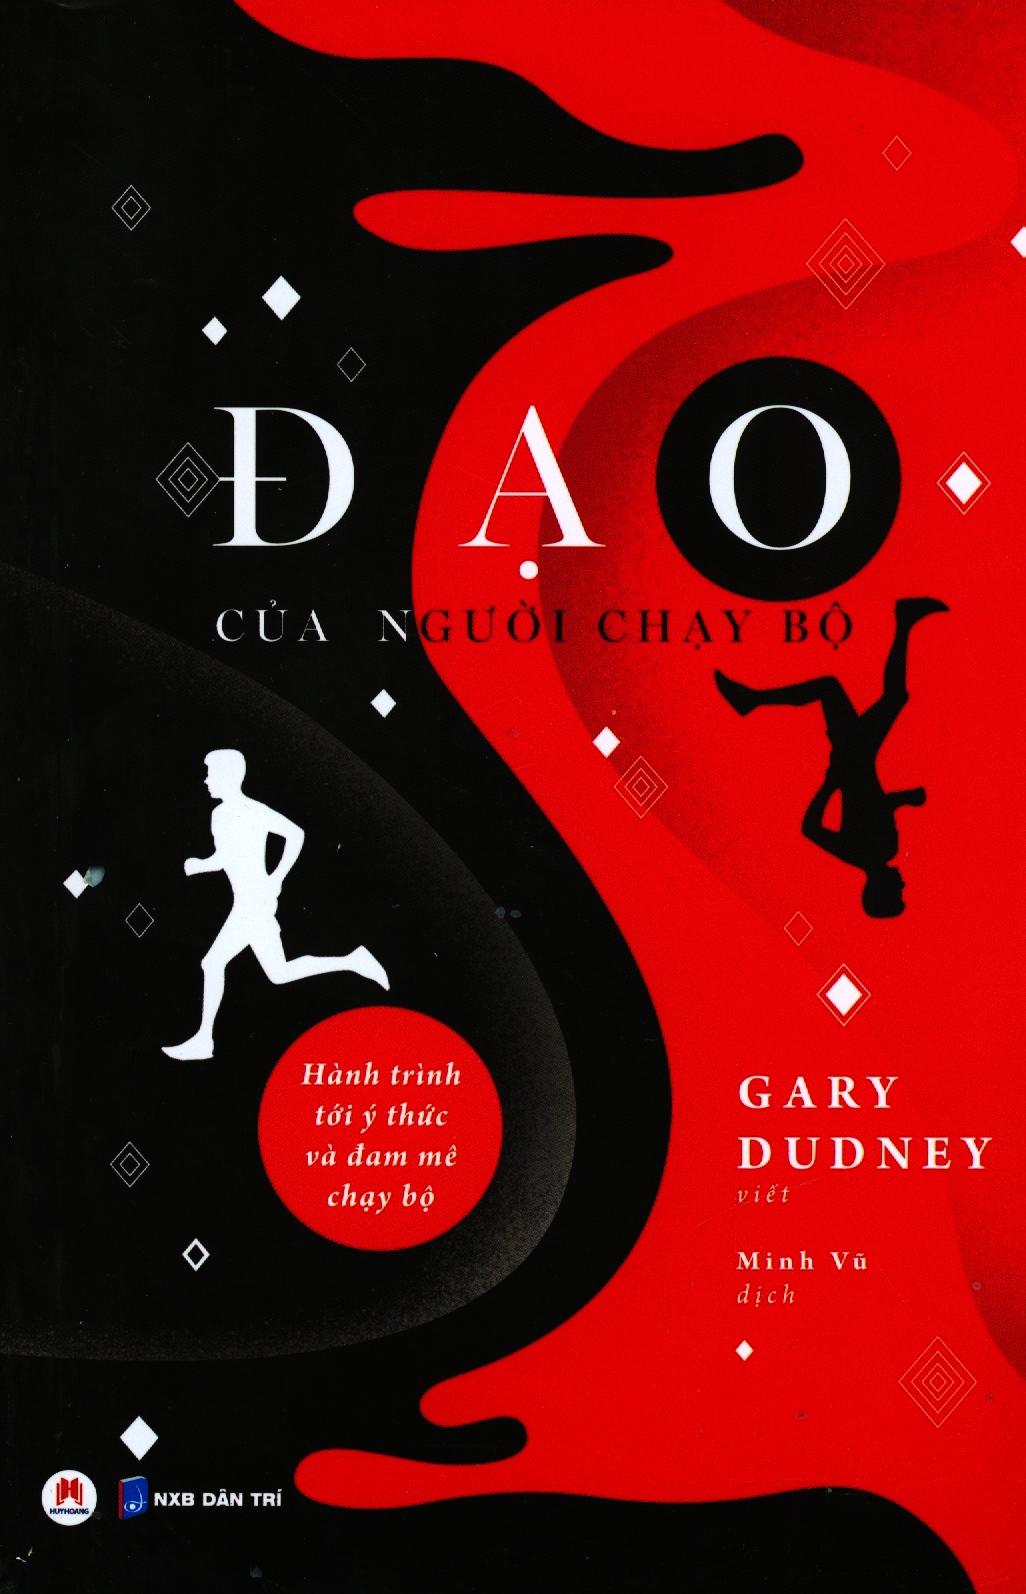 ĐẠO
CỦA NGƯỜI CHẠY BỘ
Hành trình
tới ý thức
và đam mê
chạy bộ
GARY
DUDNEY
viết
Minh Vũ
dịch
HUYHOANG
NXB DÂN TRÍ